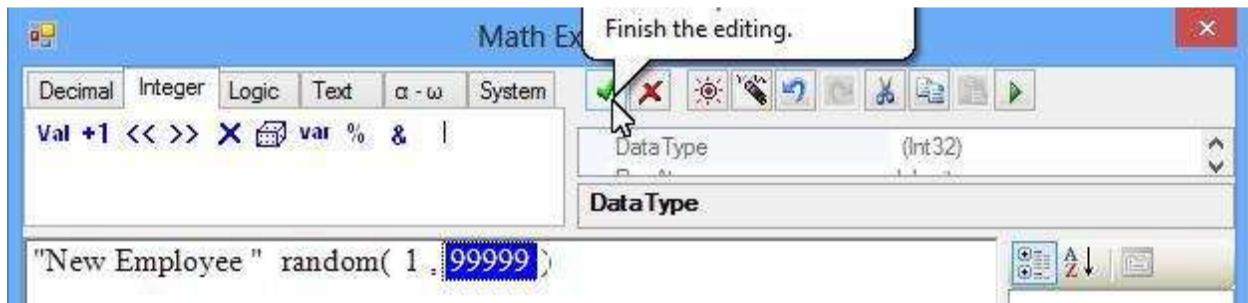 Math Ex
Finish the editing.
Decimal Integer Logic Text α - ω System
Val +1 << >> X var % & |
DataType (Int32)
DataType
"New Employee " random( 1 , 99999 )
A
Z